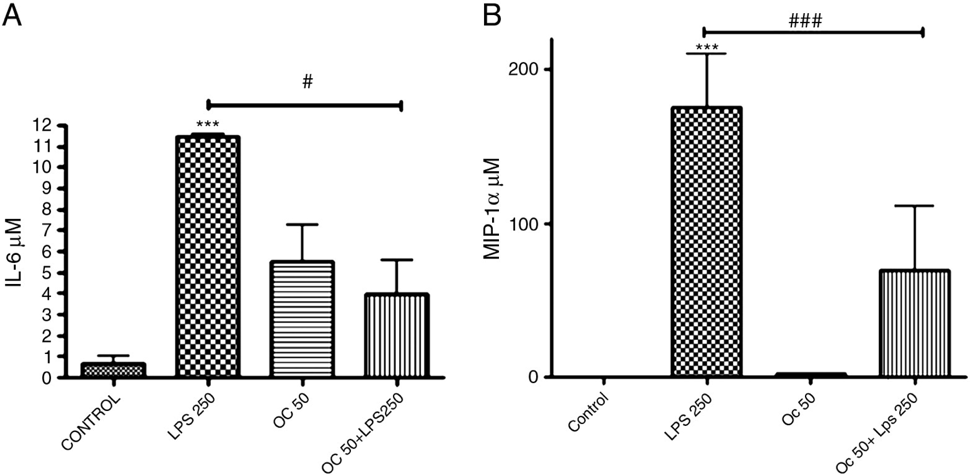 A
#
***
12
11
10
9
8
7
6
5
4
3
2
1
0
IL-6 μM
CONTROL
LPS 250
OC 50
OC 50+LPS250
B
###
***
200
100
0
MIP-1α μM
Control
LPS 250
Oc 50
Oc 50+ Lps 250